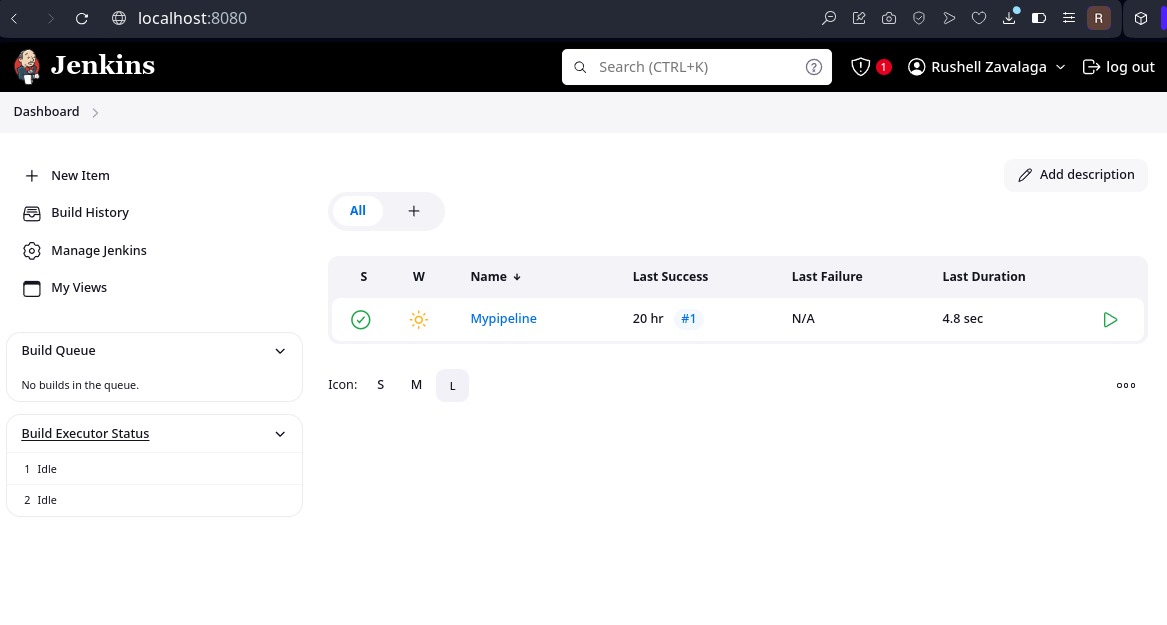 localhost:8080
R
Jenkins
Search (CTRL+K)
?
1
Rushell Zavalaga
log out
Dashboard
New Item
Build History
Manage Jenkins
My Views
Build Queue
No builds in the queue.
Build Executor Status
1 Idle
2 Idle
Add description
All +
S W Name ↓ Last Success Last Failure Last Duration
Mypipeline 20 hr #1 N/A 4.8 sec
Icon: S M L